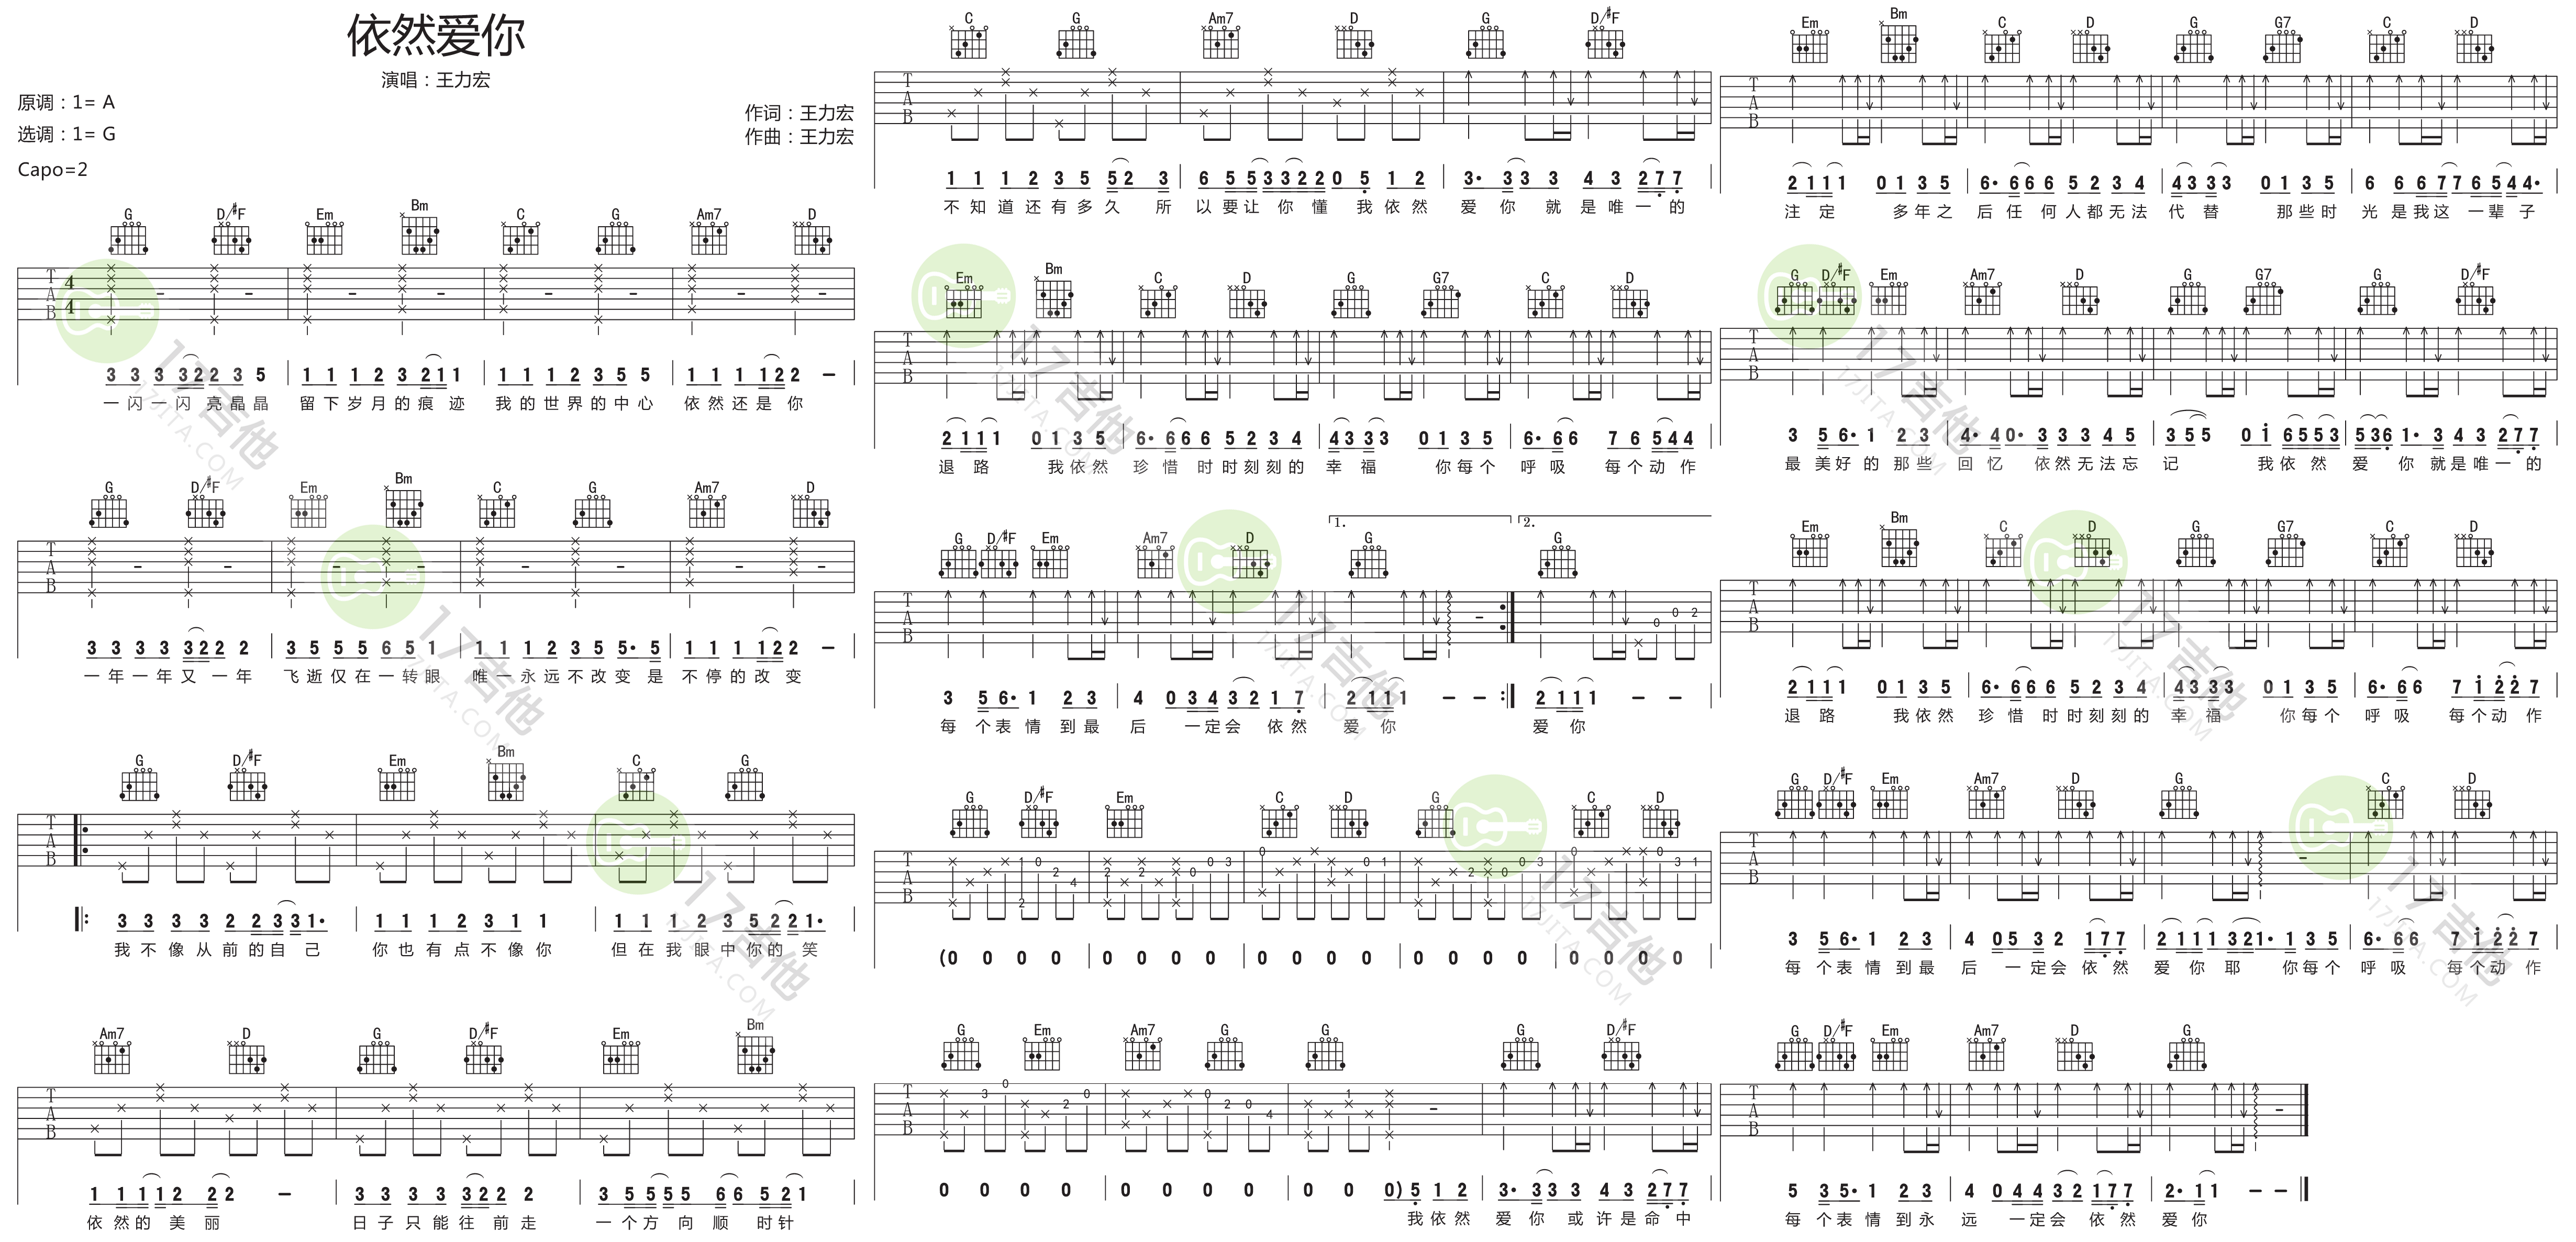 依然爱你
演唱：王力宏
原调：1= A
选调：1= G
Capo=2
作词：王力宏
作曲：王力宏
G D/#F Em Bm C G Am7 D
3 3 3 3 2 2 3 5 | 1 1 1 2 3 2 1 1 | 1 1 1 2 3 5 5 | 1 1 1 1 2 2 – |
一闪一闪亮晶晶 留下岁月的痕迹 我的世界的中心 依然还是你
G D/#F Em Bm C G Am7 D
3 3 3 3 3 2 2 2 | 3 5 5 5 6 5 1 | 1 1 1 2 3 5 5· 5 | 1 1 1 1 2 2 – |
一年一年又一年 飞逝仅在一转眼 唯一永远不改变是 不停的改变
G D/#F Em Bm C G
3 3 3 3 2 2 3 3 1· | 1 1 1 2 3 1 1 | 1 1 1 2 3 5 2 2 1· |
我不像从前的自己 你也有点不像你 但在我眼中你的笑
Am7 D G D/#F Em Bm
1 1 1 1 2 2 2 – | 3 3 3 3 3 2 2 2 | 3 5 5 5 5 6 6 5 2 1 |
依然的美丽 日子只能往前走 一个方向顺时针
C G Am7 D G D/#F
1 1 1 2 3 5 5 2 3 | 6 5 5 3 3 2 2 0 5 1 2 | 3· 3 3 3 4 3 2 7 7 |
不知道还有多久所 以要让你懂我依然 爱你就是唯一的
Em Bm C D G G7 C D
2 1 1 1 0 1 3 5 | 6· 6 6 6 5 2 3 4 | 4 3 3 3 3 0 1 3 5 | 6· 6 6 7 6 5 4 4 |
退路 我依然 珍惜时时刻刻的 幸福 你每个 呼吸 每个动作
G D/#F Em Am7 D 1. G 2. G
3 5 6· 1 2 3 | 4 0 3 4 3 2 1 7 | 2 1 1 1 – – :| 2 1 1 1 – – |
每个表情到最 后 一定会依然 爱你 爱你
G D/#F Em C D G C D
(0 0 0 0 | 0 0 0 0 | 0 0 0 0 | 0 0 0 0 | 0 0 0 0 |
G Em Am7 G G G D/#F
0 0 0 0 | 0 0 0 0 | 0 0 0) 5 1 2 | 3· 3 3 3 4 3 2 7 7 |
我依然 爱你或许是命中
Em Bm C D G G7 C D
2 1 1 1 0 1 3 5 | 6· 6 6 6 5 2 3 4 | 4 3 3 3 3 0 1 3 5 | 6 6 6 7 7 6 5 4 4· |
注定 多年之 后任何人都无法 代替 那些时 光是我这一辈子
G D/#F Em Am7 D G G7 G D/#F
3 5 6· 1 2 3 | 4· 4 0· 3 3 3 4 5 | 3 5 5 0 1 6 5 5 3 | 5 3 6 1· 3 4 3 2 7 7 |
最美好的那些 回忆 依然无法忘 记 我依然 爱 你就是唯一的
Em Bm C D G G7 C D
2 1 1 1 0 1 3 5 | 6· 6 6 6 5 2 3 4 | 4 3 3 3 3 0 1 3 5 | 6· 6 6 7 1 2 2 7 |
退路 我依然 珍惜时时刻刻的 幸福 你每个 呼吸 每个动作
G D/#F Em Am7 D G C D
3 5 6· 1 2 3 | 4 0 5 3 2 1 7 7 | 2 1 1 1 3 2 1· 1 3 5 | 6· 6 6 7 1 2 2 7 |
每个表情到最 后 一定会依然 爱你耶 你每个 呼吸 每个动作
G D/#F Em Am7 D G
5 3 5· 1 2 3 | 4 0 4 4 3 2 1 7 7 | 2· 1 1 – – |
每个表情到永 远 一定会依然 爱你
17吉他
17JITA.COM